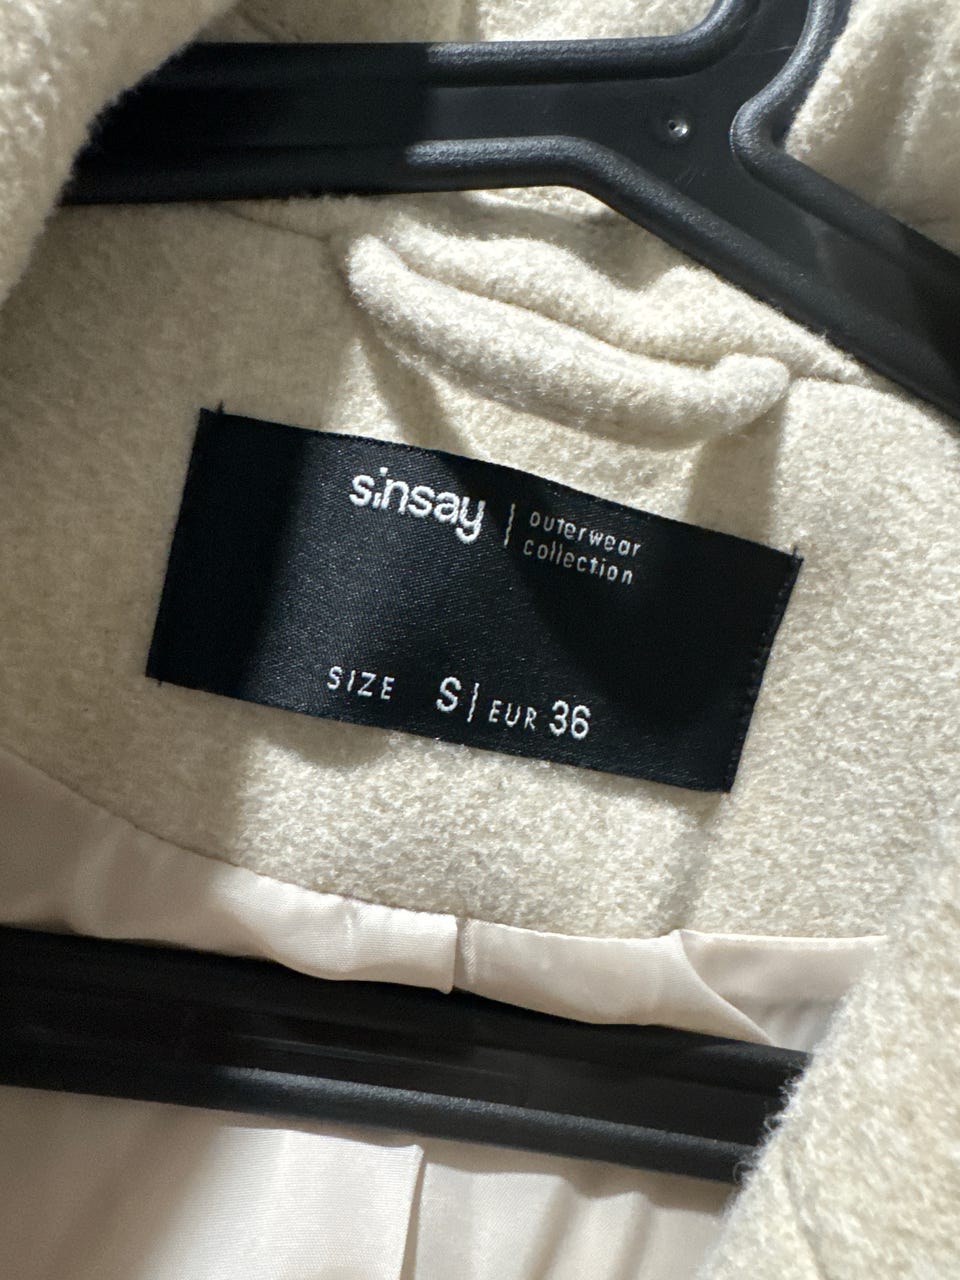 sinsay | outerwear
collection
SIZE S | EUR 36